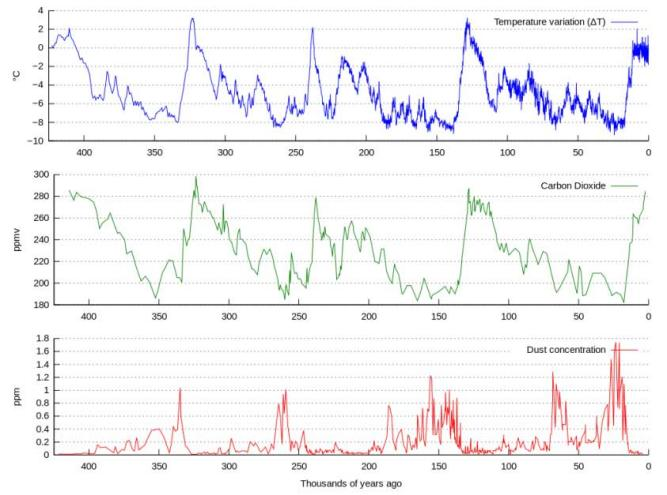 4
2
0
−2
−4
−6
−8
−10
°C
Temperature variation (ΔT)
400 350 300 250 200 150 100 50 0
300
280
260
240
220
200
180
ppmv
Carbon Dioxide
400 350 300 250 200 150 100 50 0
1.8
1.6
1.4
1.2
1
0.8
0.6
0.4
0.2
0
ppm
Dust concentration
400 350 300 250 200 150 100 50 0
Thousands of years ago